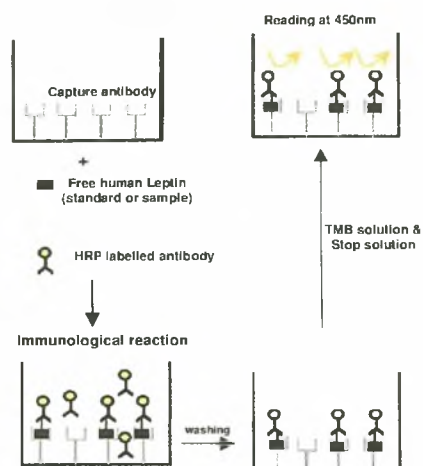 Reading at 450nm
Capture antibody
+
Free human Leptin
(standard or sample)
HRP labelled antibody
TMB solution &
Stop solution
Immunological reaction
washing